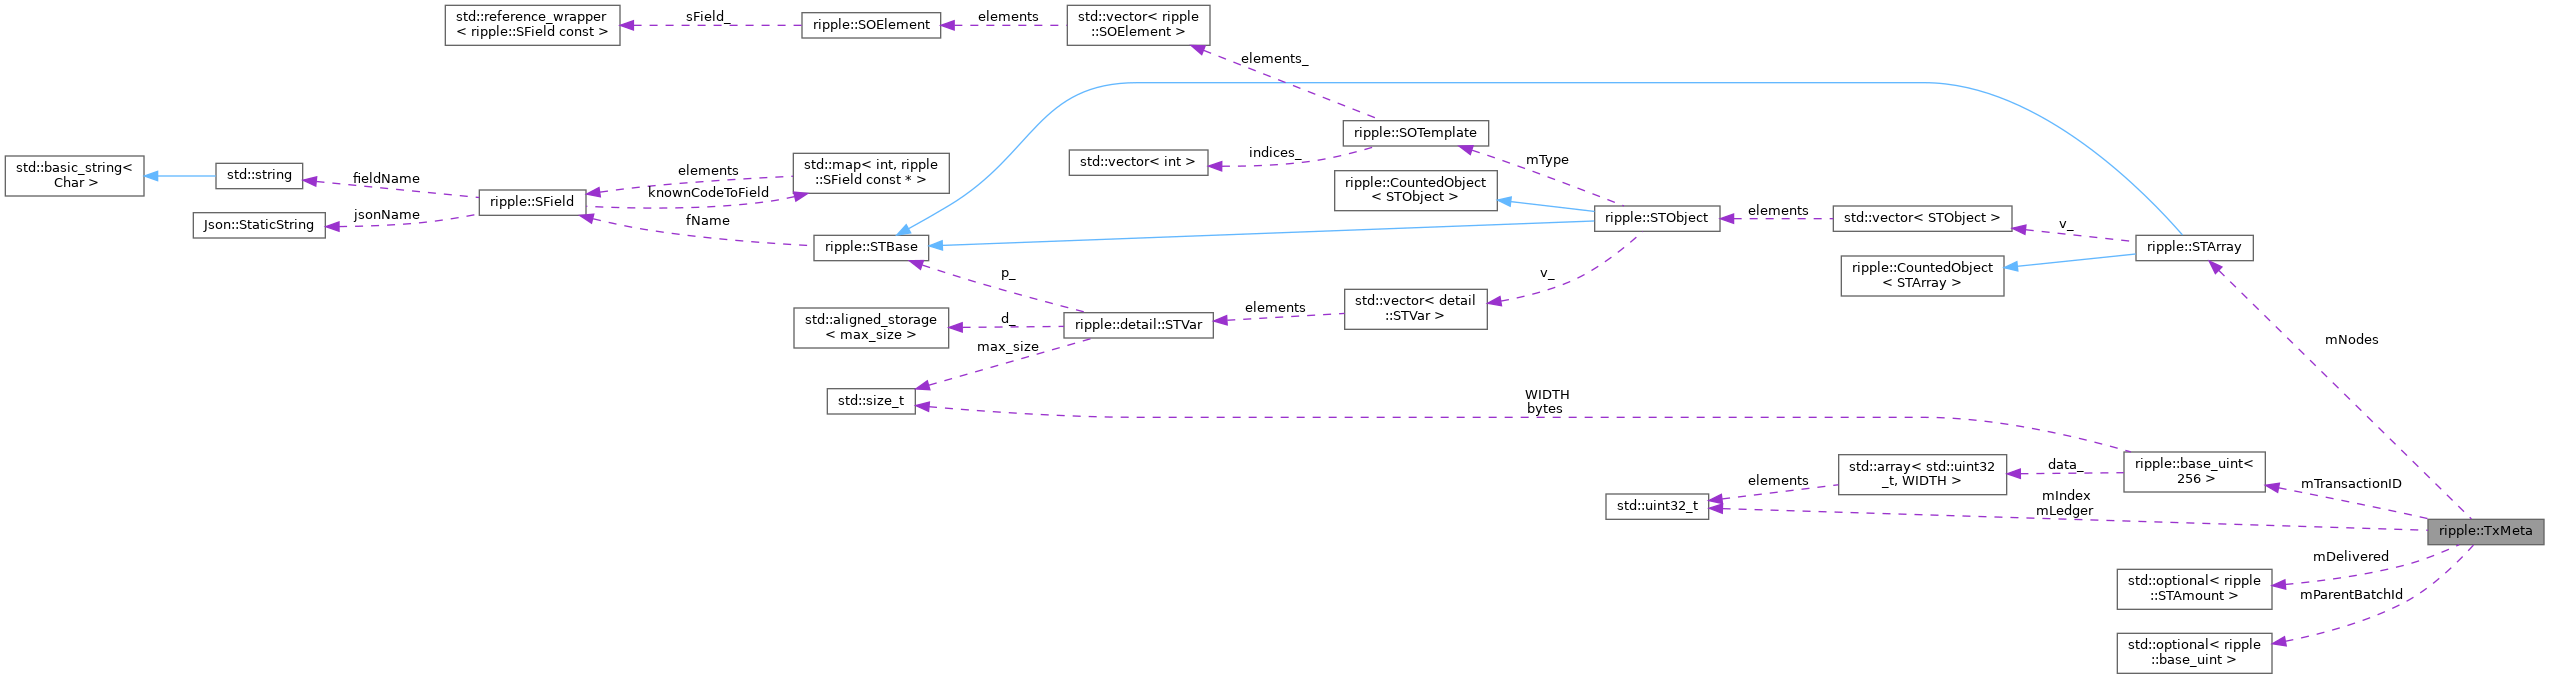 std::reference_wrapper
< ripple::SField const >
sField_
ripple::SOElement
elements
std::vector< ripple
::SOElement >
elements_
ripple::SOTemplate
std::vector< int >
indices_
mType
ripple::CountedObject
< STObject >
std::basic_string<
Char >
std::string
fieldName
Json::StaticString
jsonName
ripple::SField
elements
knownCodeToField
fName
std::map< int, ripple
::SField const * >
ripple::STBase
ripple::STObject
elements
std::vector< STObject >
v_
ripple::STArray
ripple::CountedObject
< STArray >
p_
v_
std::vector< detail
::STVar >
elements
ripple::detail::STVar
std::aligned_storage
< max_size >
d_
max_size
std::size_t
mNodes
WIDTH
bytes
ripple::base_uint<
256 >
data_
std::array< std::uint32
_t, WIDTH >
elements
std::uint32_t
mTransactionID
mIndex
mLedger
ripple::TxMeta
mDelivered
std::optional< ripple
::STAmount >
mParentBatchId
std::optional< ripple
::base_uint >